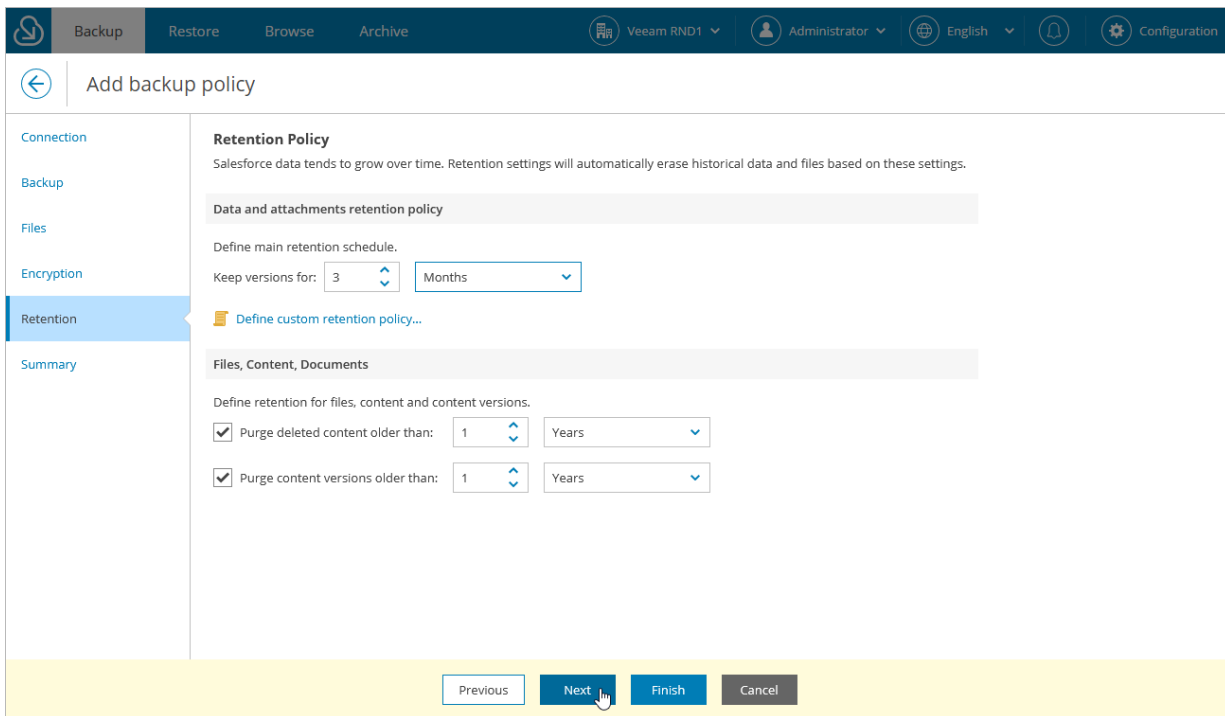 Backup Restore Browse Archive Veeam RND1 Administrator English Configuration
Add backup policy
Connection
Backup
Files
Encryption
Retention
Summary
Retention Policy
Salesforce data tends to grow over time. Retention settings will automatically erase historical data and files based on these settings.
Data and attachments retention policy
Define main retention schedule.
Keep versions for: 3 Months
Define custom retention policy...
Files, Content, Documents
Define retention for files, content and content versions.
Purge deleted content older than: 1 Years
Purge content versions older than: 1 Years
Previous Next Finish Cancel